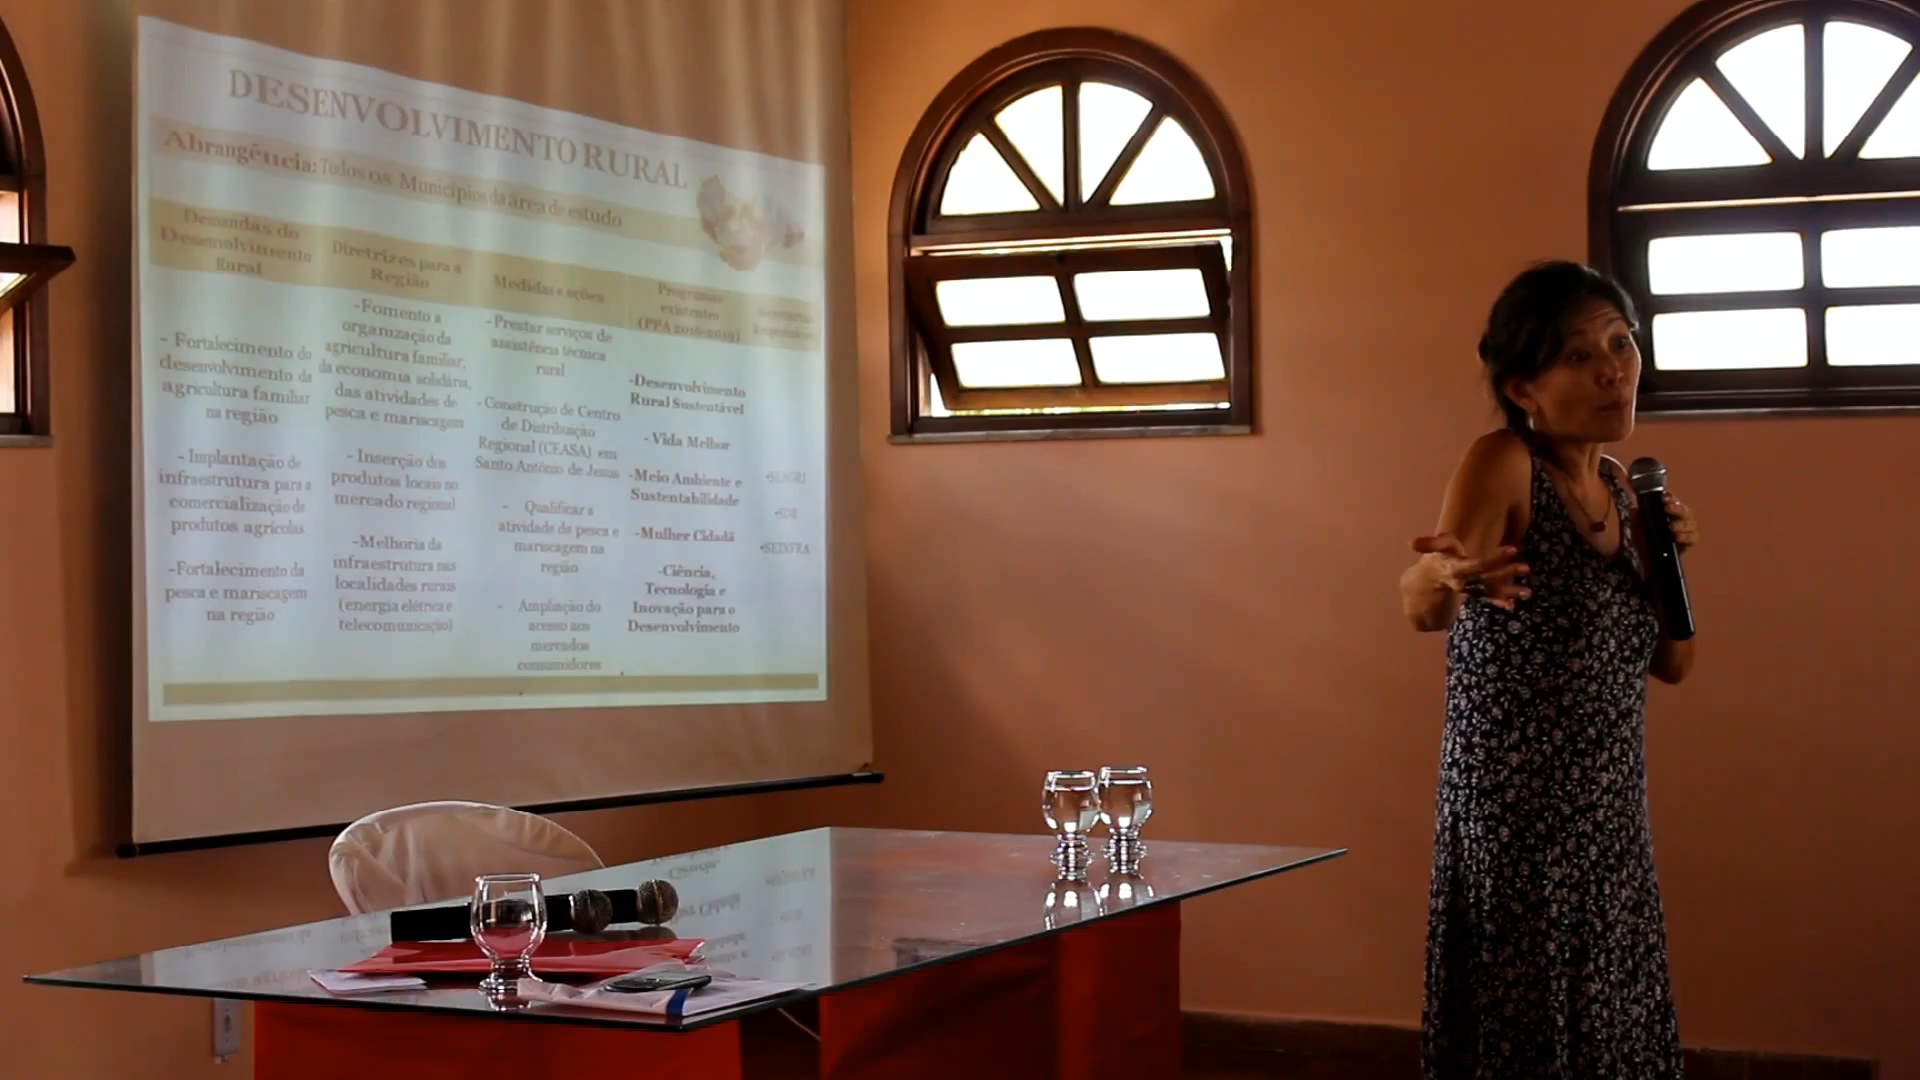 DESENVOLVIMENTO RURAL
Abrangência: Todos os Municípios da área de estudo
Demandas do
Desenvolvimento
Rural
- Fortalecimento do
desenvolvimento da
agricultura familiar
na região
- Implantação de
infraestrutura para a
comercialização de
produtos agrícolas
-Fortalecimento da
pesca e mariscagem
na região
Diretrizes para a
Região
-Fomento a
organização da
agricultura familiar,
da economia solidária,
das atividades de
pesca e mariscagem
- Inserção dos
produtos locais no
mercado regional
-Melhoria da
infraestrutura nas
localidades rurais
(energia elétrica e
telecomunicação)
Medidas e ações
- Prestar serviços de
assistência técnica
rural
- Construção de Centro
de Distribuição
Regional (CEASA) em
Santo Antônio de Jesus
- Qualificar a
atividade de pesca e
mariscagem na
região
- Ampliação do
acesso aos
mercados
consumidores
Programas
existentes
(PPA 2016-2019)
-Desenvolvimento
Rural Sustentável
- Vida Melhor
-Meio Ambiente e
Sustentabilidade
-Mulher Cidadã
-Ciência,
Tecnologia e
Inovação para o
Desenvolvimento
•SEAGRI
•SDR
•SEINFRA